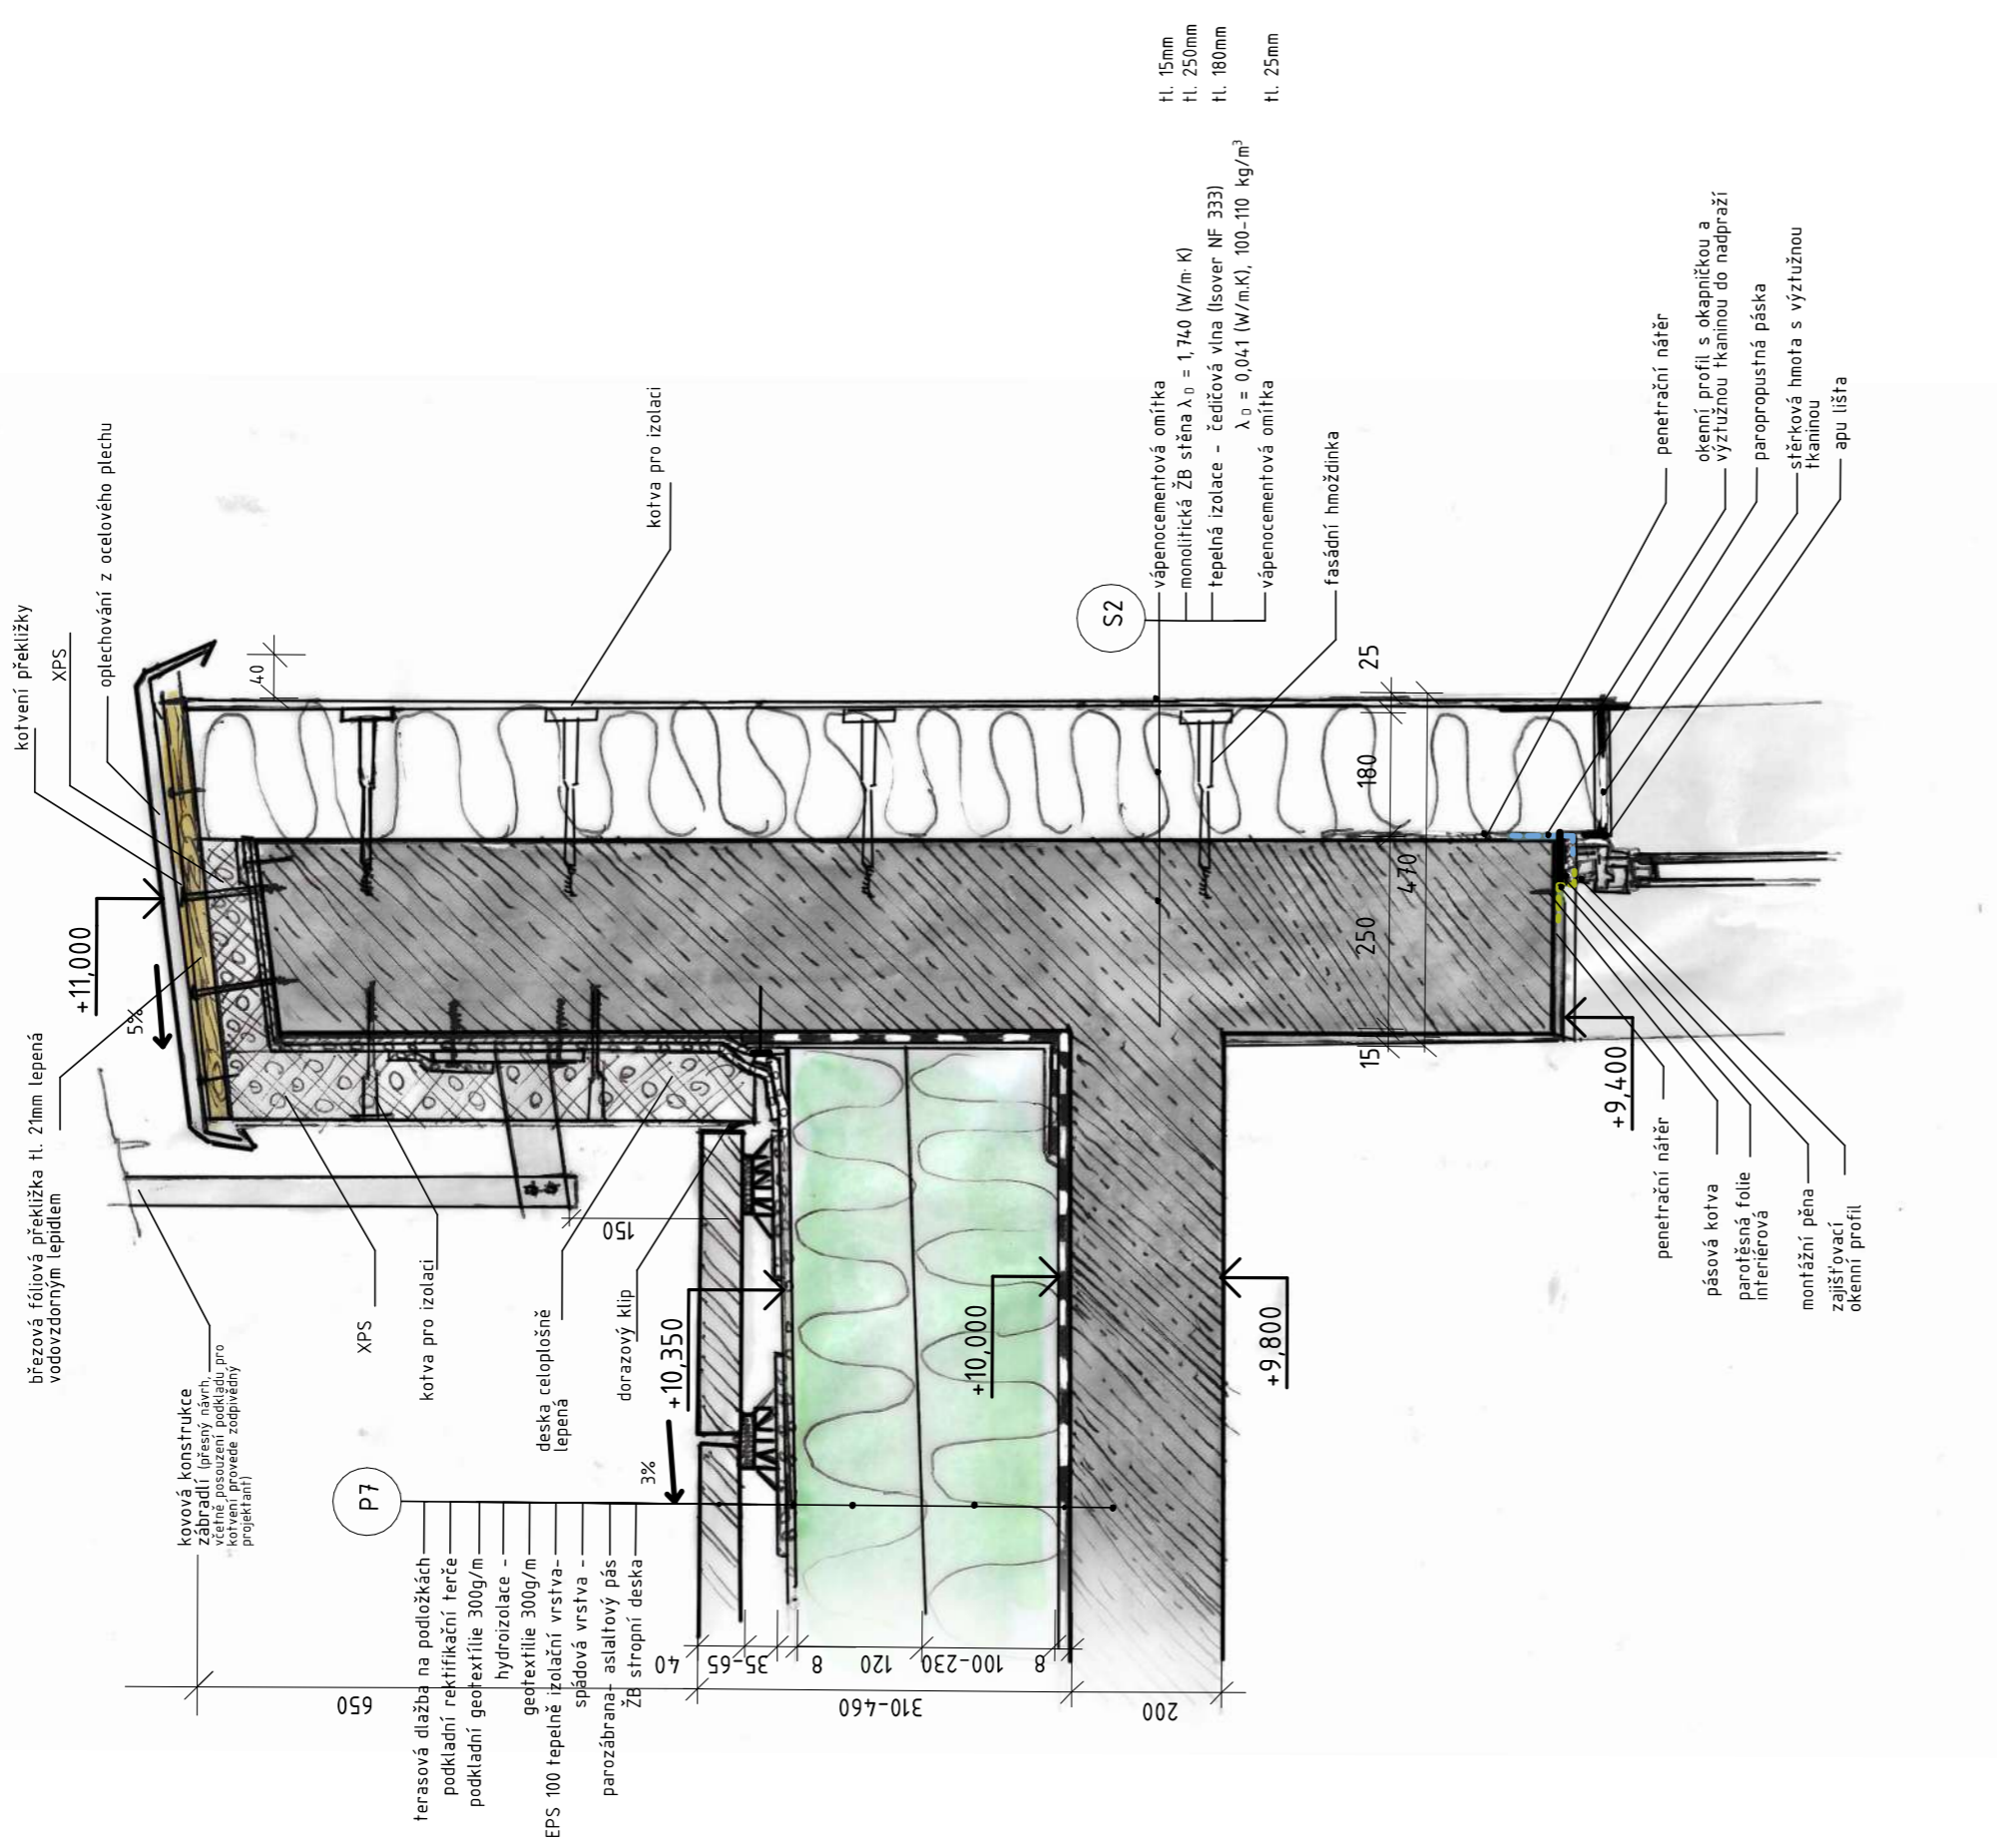 kotvení překližky
XPS
oplechování z ocelového plechu
kotva pro izolaci
40
+11,000
5%
březová fóliová překližka tl. 21mm lepená
vodovzdorným lepidlem
kovová konstrukce
zábradlí (přesný návrh,
včetně posouzení podkladu pro
kotvení provede zodpivědný
projektant)
XPS
kotva pro izolaci
deska celoplošně
lepená
dorazový klip
150
+10,350
3%
+10,000
+9,800
P7
terasová dlažba na podložkách
podkladní rektifikační terče
podkladní geotextílie 300g/m
hydroizolace -
geotextilie 300g/m
EPS 100 tepelně izolační vrstva-
spádová vrstva -
parozábrana- aslaltový pás
ŽB stropní deska
40
35-65
8
120
100-230
8
650
310-460
200
S2
vápenocementová omítka tl. 15mm
monolitická ŽB stěna λ D = 1,740 (W/m·K) tl. 250mm
tepelná izolace - čedičová vlna (Isover NF 333) tl. 180mm
λ D = 0,041 (W/m.K), 100-110 kg/m³
vápenocementová omítka tl. 25mm
fasádní hmoždinka
25
180
470
250
15
+9,400
penetrační nátěr
okenní profil s okapničkou a
výztužnou tkaninou do nadpraží
paropropustná páska
stěrková hmota s výztužnou
tkaninou
apu lišta
penetrační nátěr
pásová kotva
parotěsná folie
interiérová
montážní pěna
zajišťovací
okenní profil